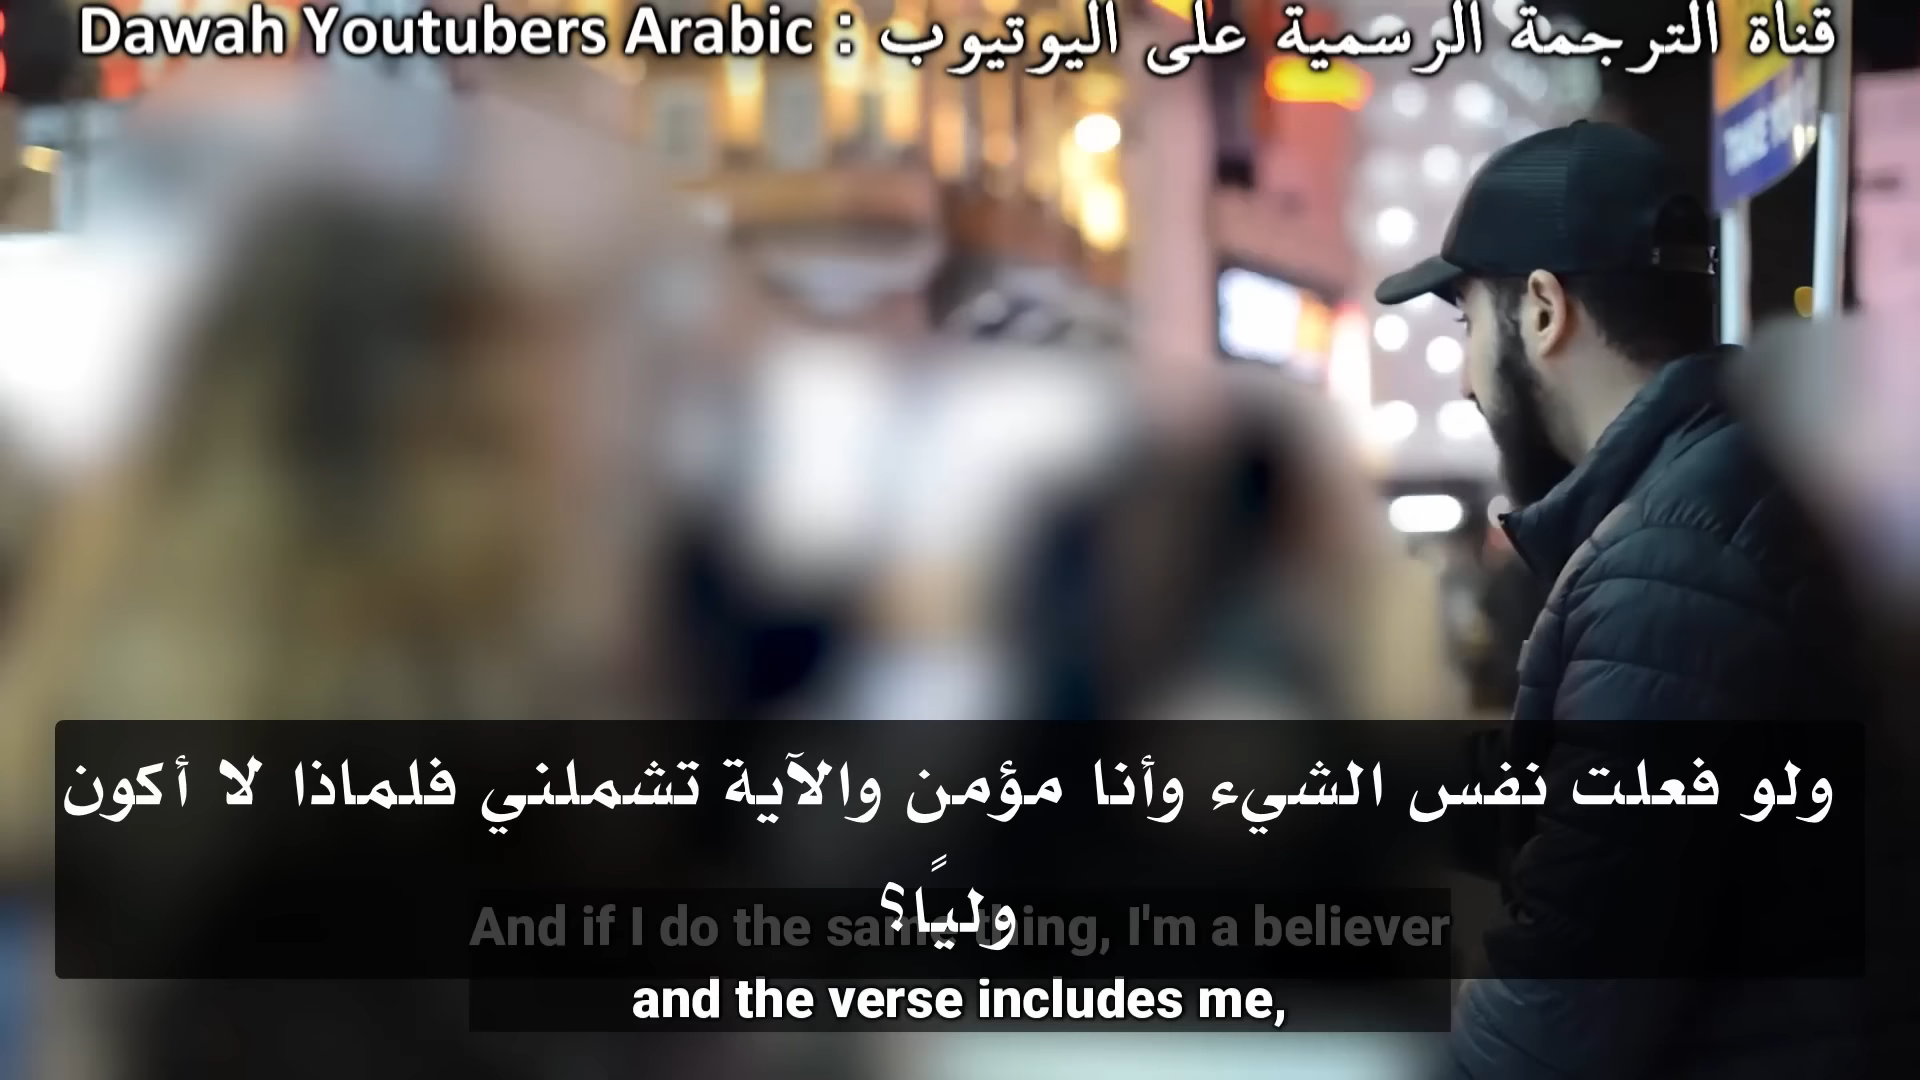 قناة الترجمة الرسمية على اليوتيوب : Dawah Youtubers Arabic
ولو فعلت نفس الشيء وأنا مؤمن والآية تشملني فلماذا لا أكون
وليًا؟
And if I do the same thing, I'm a believer
and the verse includes me,